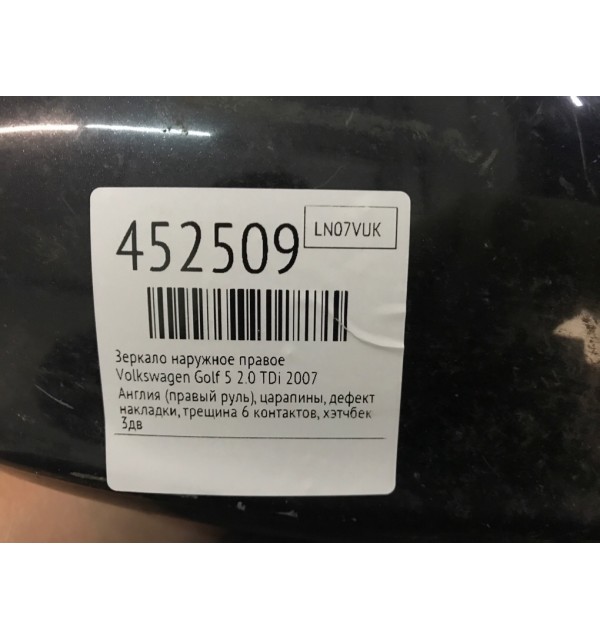 452509
LN07VUK
Зеркало наружное правое
Volkswagen Golf 5 2.0 TDi 2007
Англия (правый руль), царапины, дефект
накладки, трещина 6 контактов, хэтчбек
3дв